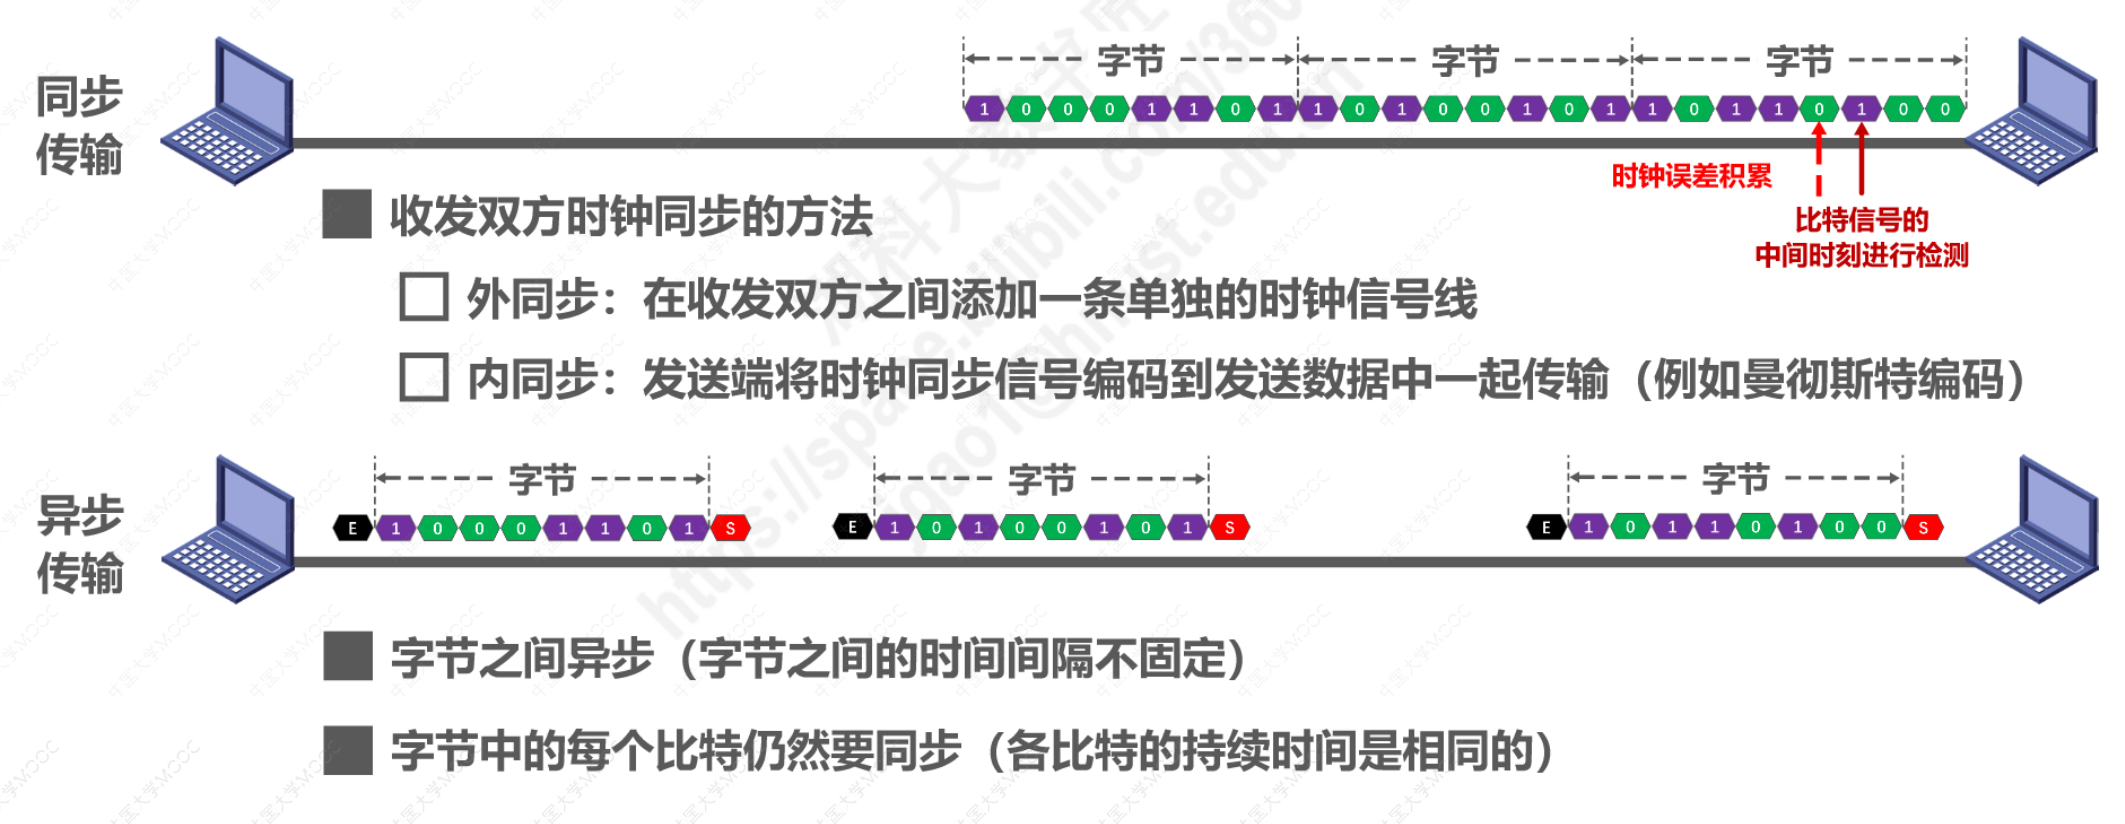 同步
传输
字节 字节 字节
1 0 0 0 1 1 0 1 1 0 1 0 0 1 0 1 1 0 1 1 0 1 0 0
时钟误差积累
比特信号的
中间时刻进行检测
收发双方时钟同步的方法
外同步：在收发双方之间添加一条单独的时钟信号线
内同步：发送端将时钟同步信号编码到发送数据中一起传输（例如曼彻斯特编码）
异步
传输
字节 字节 字节
E 1 0 0 0 1 1 0 1 S E 1 0 1 0 0 1 0 1 S E 1 0 1 1 0 1 0 0 S
字节之间异步（字节之间的时间间隔不固定）
字节中的每个比特仍然要同步（各比特的持续时间是相同的）
中国大学MOOC